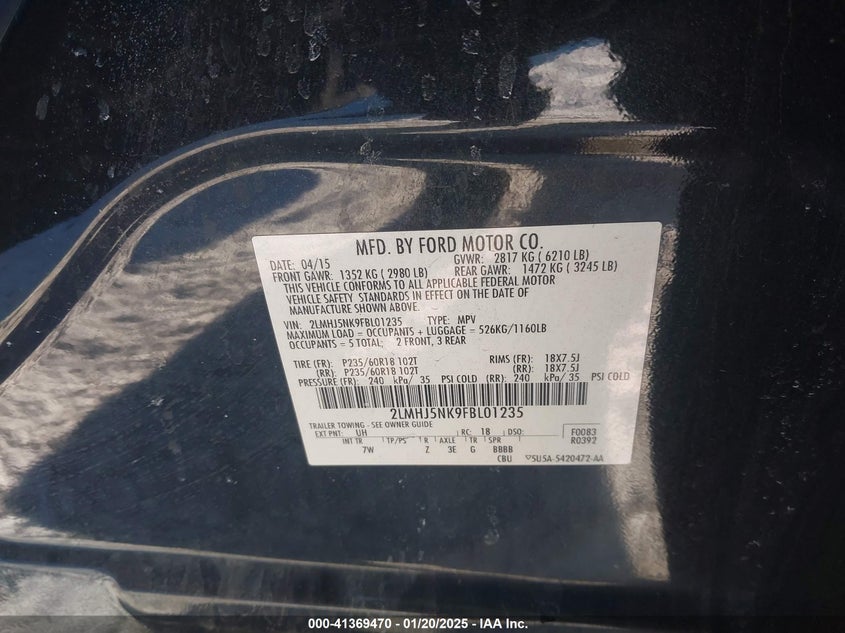 MFD. BY FORD MOTOR CO.
DATE: 04/15 GVWR: 2817 KG ( 6210 LB)
FRONT GAWR: 1352 KG ( 2980 LB) REAR GAWR: 1472 KG ( 3245 LB)
THIS VEHICLE CONFORMS TO ALL APPLICABLE FEDERAL MOTOR
VEHICLE SAFETY STANDARDS IN EFFECT ON THE DATE OF
MANUFACTURE SHOWN ABOVE.
VIN: 2LMHJ5NK9FBL01235 TYPE: MPV
MAXIMUM LOAD = OCCUPANTS + LUGGAGE = 526KG/1160LB
OCCUPANTS = 5 TOTAL; 2 FRONT, 3 REAR
TIRE (FR): P235/60R18 102T RIMS (FR): 18X7.5J
(RR): P235/60R18 102T (RR): 18X7.5J
PRESSURE (FR): 240 kPa/ 35 PSI COLD (RR): 240 kPa/ 35 PSI COLD
2LMHJ5NK9FBL01235
TRAILER TOWING - SEE OWNER GUIDE
EXT PNT: UH RC: 18 DSO: F0083
R0392
INT TR TP/PS R AXLE TR SPR
7W Z 3E G BBBB
CBU 5U5A-5420472-AA
000-41369470 - 01/20/2025 - IAA Inc.